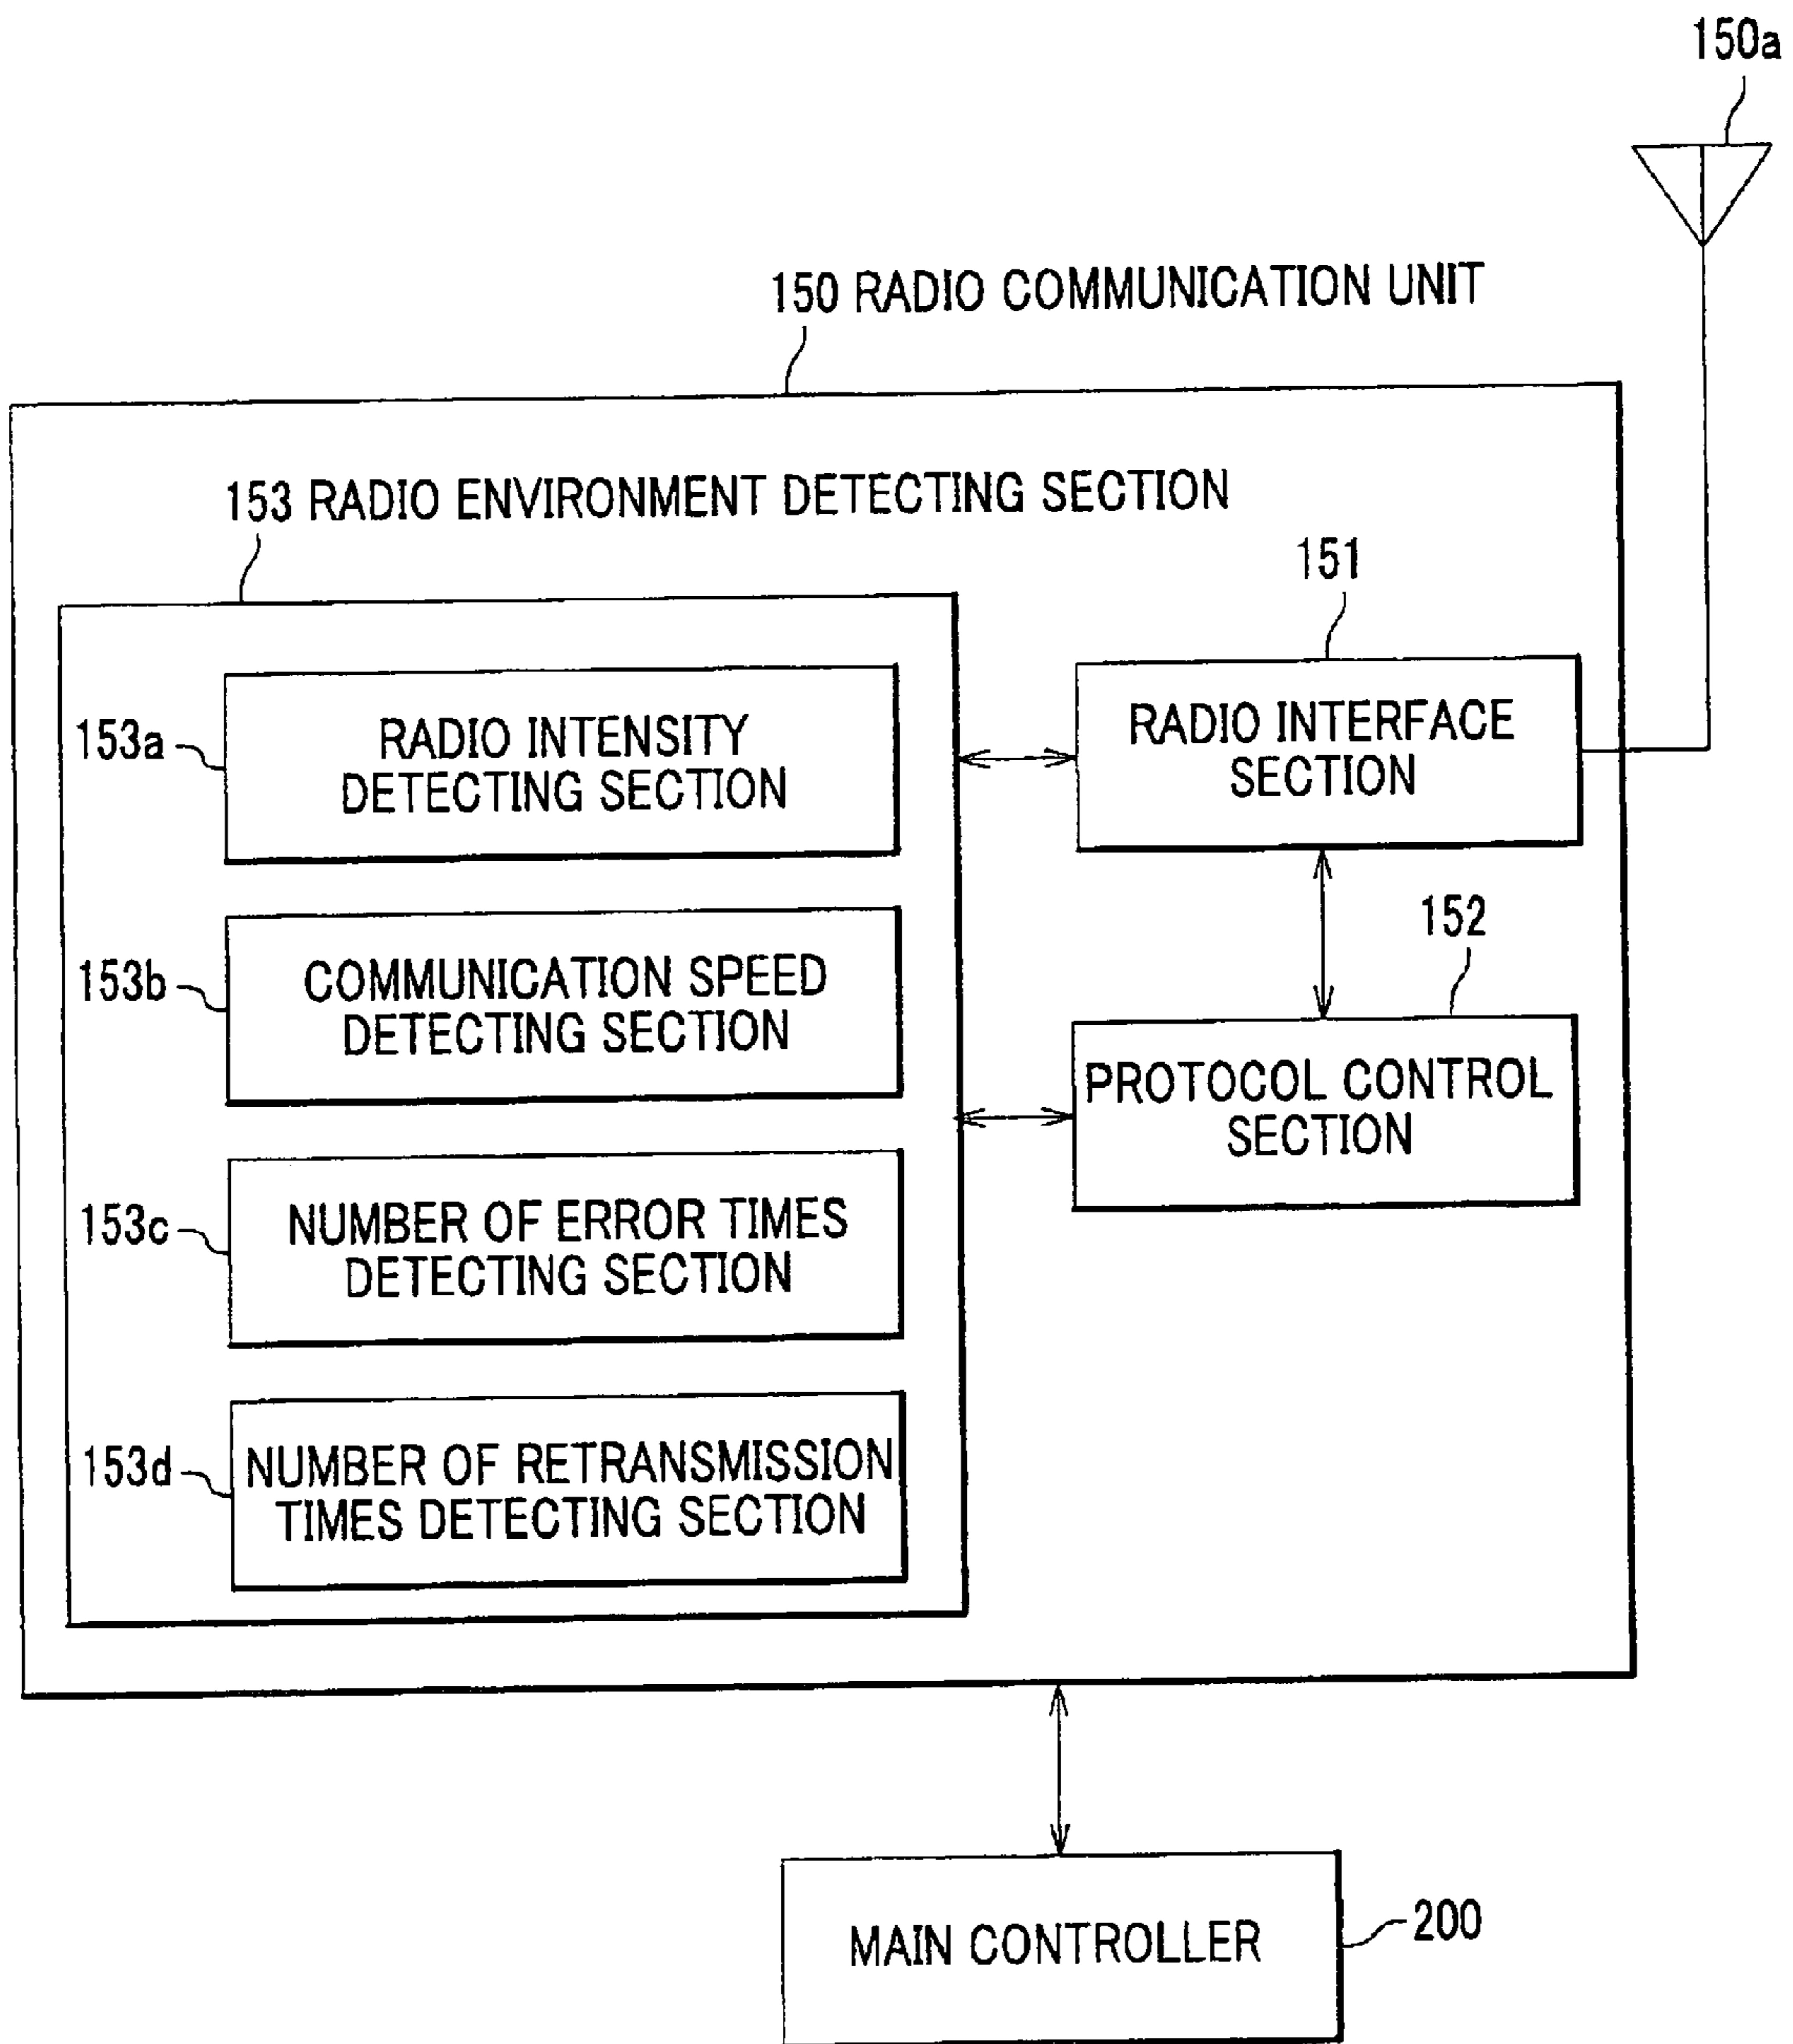 150a
150 RADIO COMMUNICATION UNIT
153 RADIO ENVIRONMENT DETECTING SECTION
151
153a
RADIO INTENSITY
DETECTING SECTION
RADIO INTERFACE
SECTION
153b
COMMUNICATION SPEED
DETECTING SECTION
152
PROTOCOL CONTROL
SECTION
153c
NUMBER OF ERROR TIMES
DETECTING SECTION
153d
NUMBER OF RETRANSMISSION
TIMES DETECTING SECTION
MAIN CONTROLLER
200